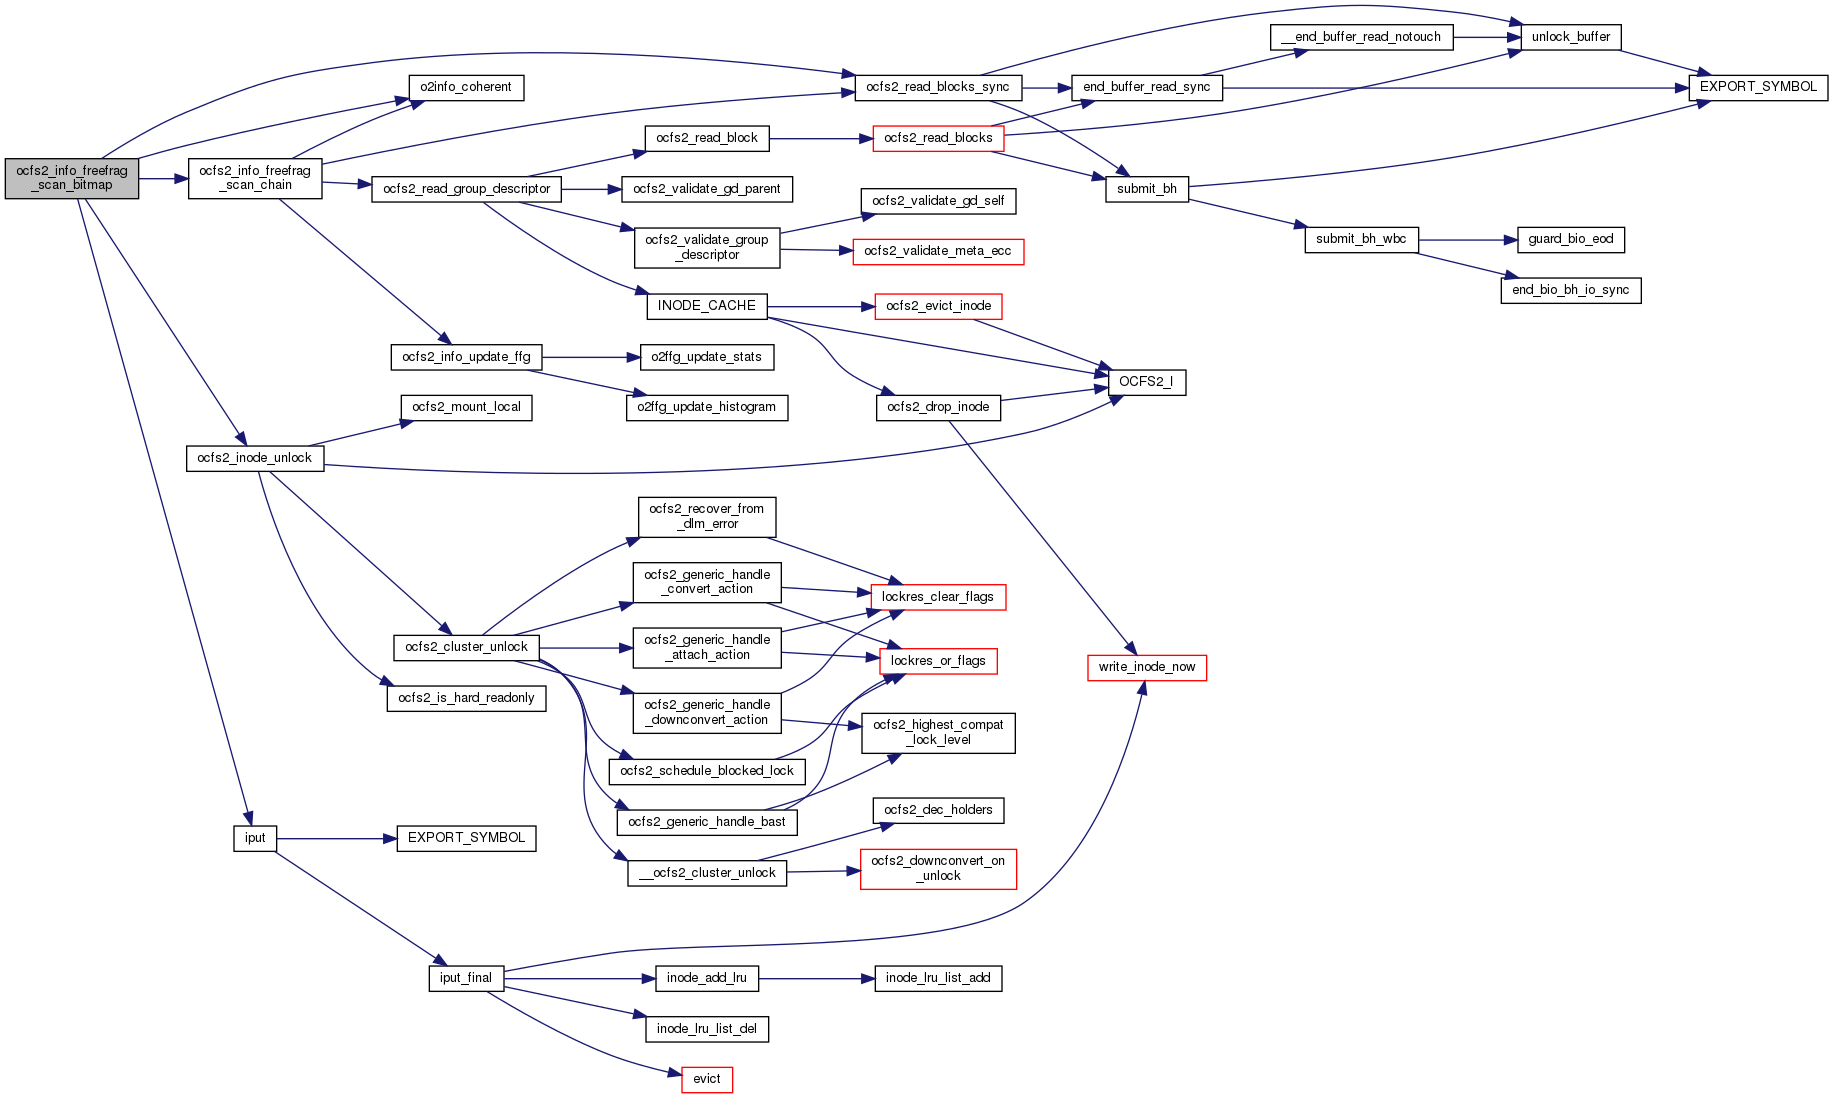 ocfs2_info_freefrag
_scan_bitmap
o2info_coherent
ocfs2_info_freefrag
_scan_chain
ocfs2_read_group_descriptor
ocfs2_info_update_ffg
ocfs2_mount_local
ocfs2_inode_unlock
ocfs2_cluster_unlock
ocfs2_is_hard_readonly
iput
EXPORT_SYMBOL
iput_final
ocfs2_read_block
ocfs2_validate_gd_parent
ocfs2_validate_group
_descriptor
INODE_CACHE
o2ffg_update_stats
o2ffg_update_histogram
ocfs2_recover_from
_dlm_error
ocfs2_generic_handle
_convert_action
ocfs2_generic_handle
_attach_action
ocfs2_generic_handle
_downconvert_action
ocfs2_schedule_blocked_lock
ocfs2_generic_handle_bast
__ocfs2_cluster_unlock
inode_add_lru
inode_lru_list_del
evict
ocfs2_read_blocks_sync
ocfs2_read_blocks
ocfs2_validate_gd_self
ocfs2_validate_meta_ecc
ocfs2_evict_inode
ocfs2_drop_inode
lockres_clear_flags
lockres_or_flags
ocfs2_highest_compat
_lock_level
ocfs2_dec_holders
ocfs2_downconvert_on
_unlock
inode_lru_list_add
end_buffer_read_sync
submit_bh
OCFS2_I
write_inode_now
__end_buffer_read_notouch
submit_bh_wbc
unlock_buffer
guard_bio_eod
end_bio_bh_io_sync
EXPORT_SYMBOL